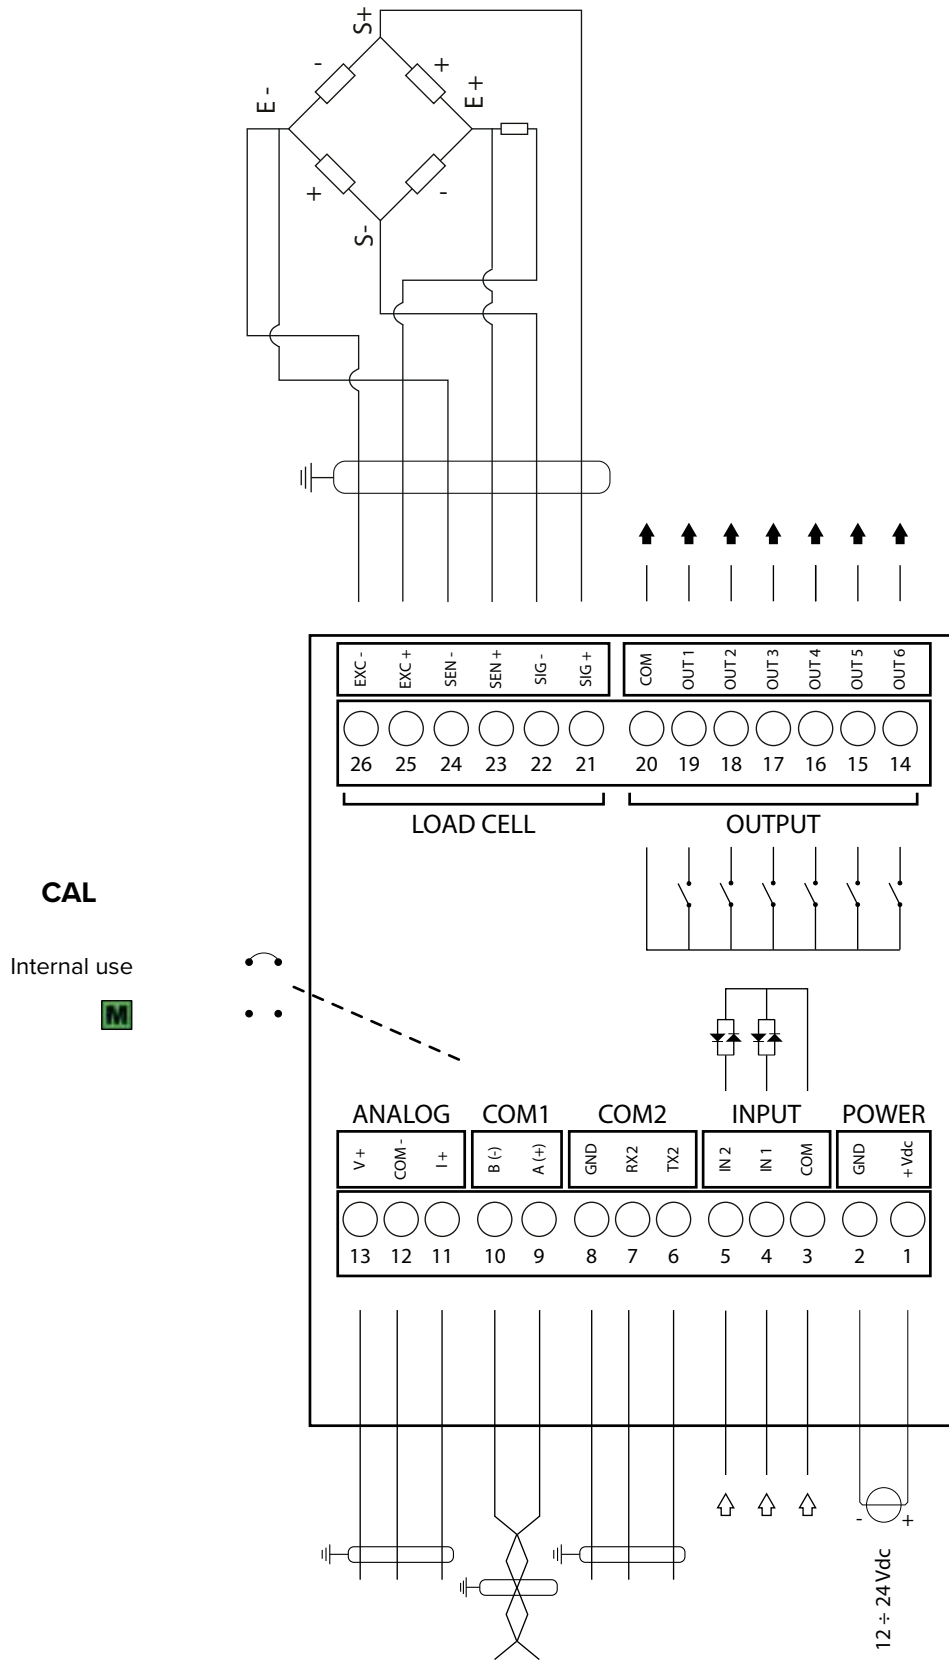 S+
- +
E - E +
+ -
S-
EXC - EXC + SEN - SEN + SIG - SIG + COM OUT 1 OUT 2 OUT 3 OUT 4 OUT 5 OUT 6
26 25 24 23 22 21 20 19 18 17 16 15 14
LOAD CELL OUTPUT
CAL
Internal use
M
ANALOG COM1 COM2 INPUT POWER
V + COM - I + B (-) A (+) GND RX2 TX2 IN 2 IN 1 COM GND + Vdc
13 12 11 10 9 8 7 6 5 4 3 2 1
- +
12 ÷ 24 Vdc